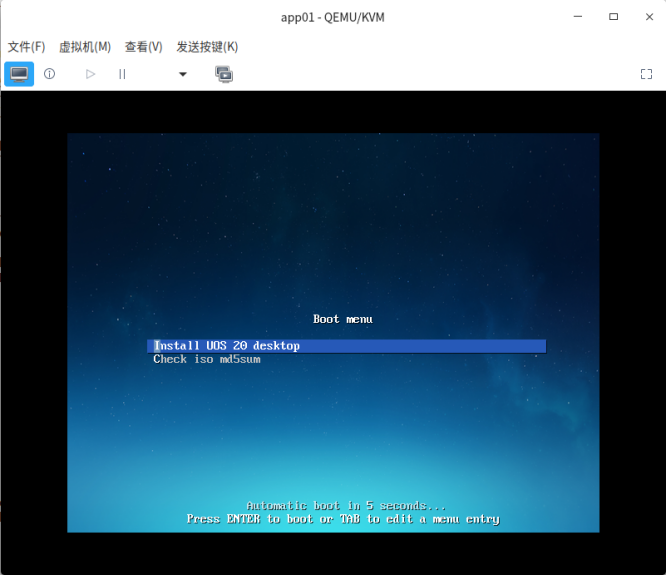 app01 - QEMU/KVM
文件(F) 虚拟机(M) 查看(V) 发送按键(K)
Boot menu
Install UOS 20 desktop
Check iso md5sum
Automatic boot in 5 seconds...
Press ENTER to boot or TAB to edit a menu entry